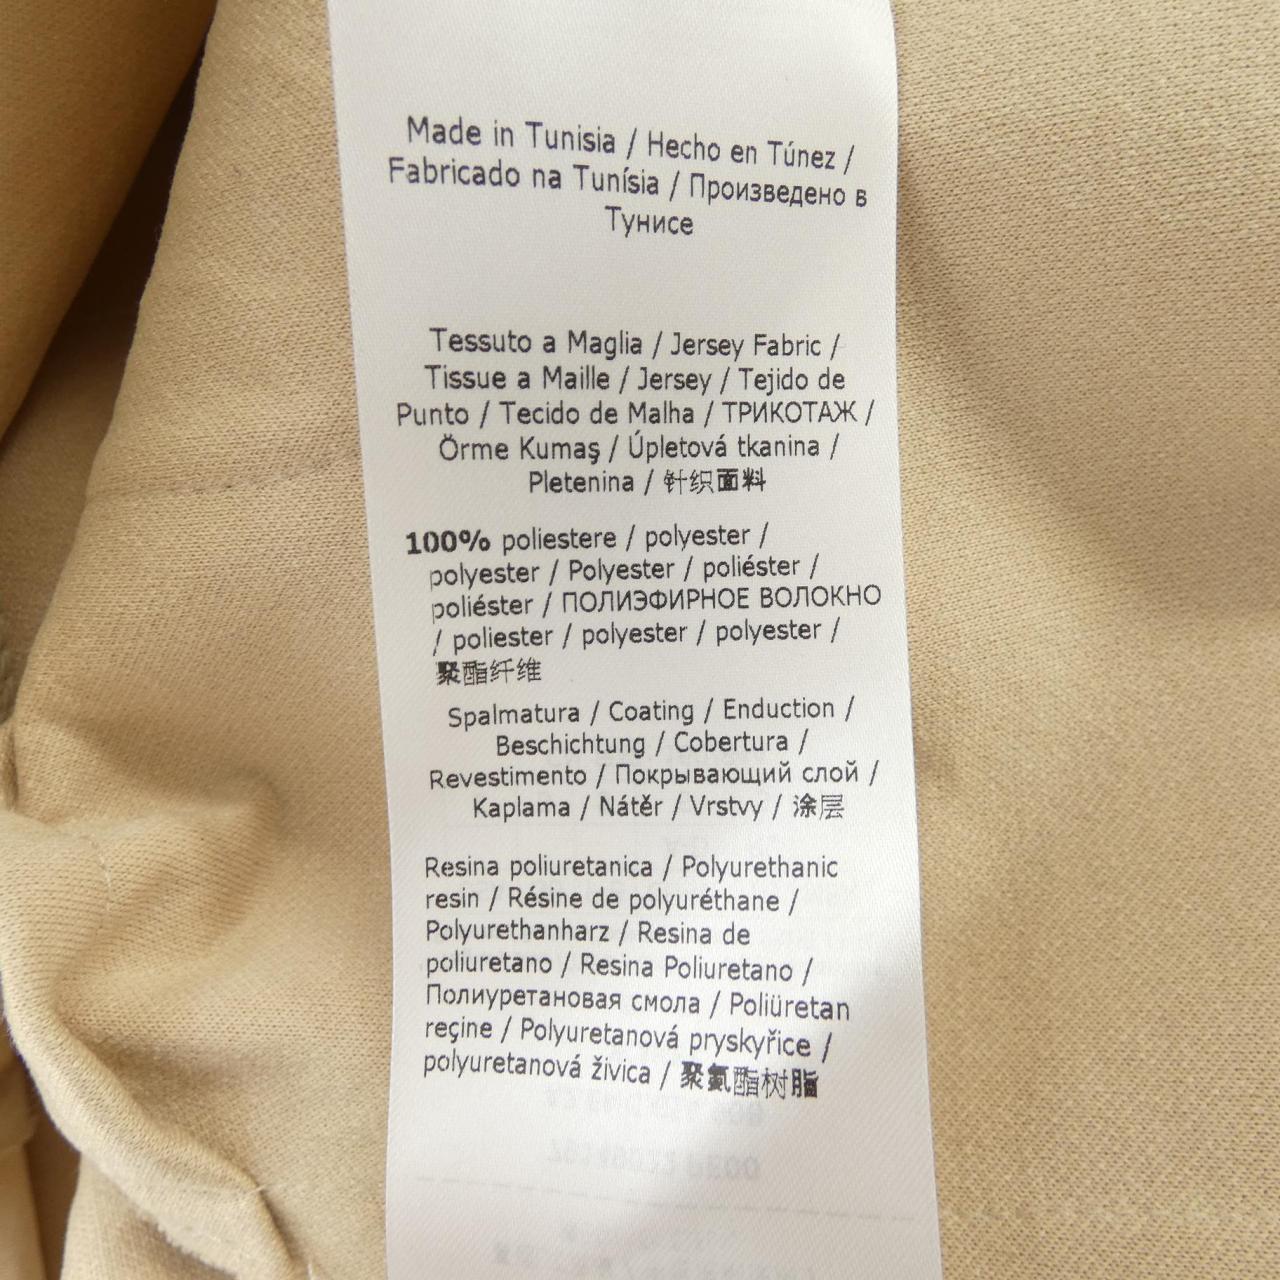 Made in Tunisia / Hecho en Túnez /
Fabricado na Tunísia / Произведено в
Тунисе
Tessuto a Maglia / Jersey Fabric /
Tissue a Maille / Jersey / Tejido de
Punto / Tecido de Malha / ТРИКОТАЖ /
Örme Kumaş / Úpletová tkanina /
Pletenina / 针织面料
100% poliestere / polyester /
polyester / Polyester / poliéster /
poliéster / ПОЛИЭФИРНОЕ ВОЛОКНО
/ poliester / polyester / polyester /
聚酯纤维
Spalmatura / Coating / Enduction /
Beschichtung / Cobertura /
Revestimento / Покрывающий слой /
Kaplama / Nátěr / Vrstvy / 涂层
Resina poliuretanica / Polyurethanic
resin / Résine de polyuréthane /
Polyurethanharz / Resina de
poliuretano / Resina Poliuretano /
Полиуретановая смола / Poliüretan
reçine / Polyuretanová pryskyřice /
polyuretanová živica / 聚氨酯树脂